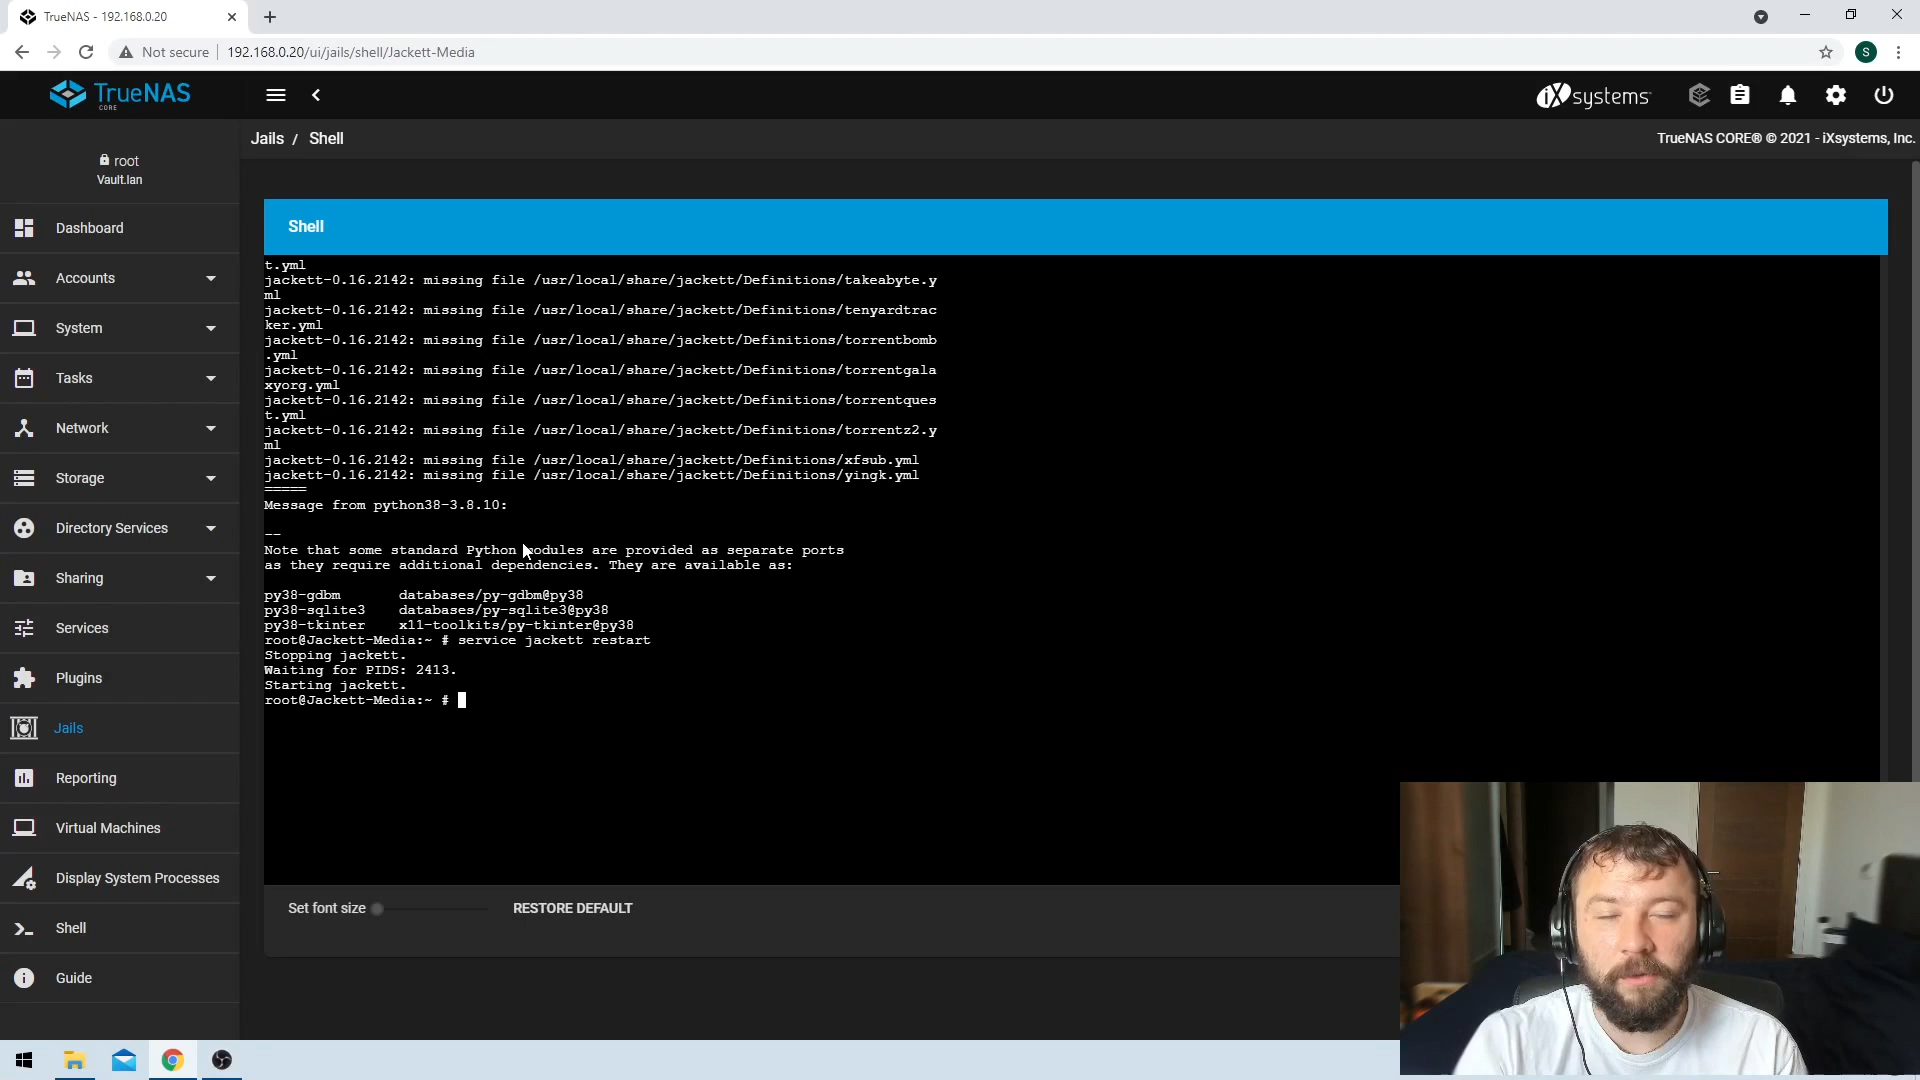 TrueNAS - 192.168.0.20
Not secure
192.168.0.20/ui/jails/shell/Jackett-Media
S
TrueNAS
CORE
iXsystems
Jails / Shell
TrueNAS CORE® © 2021 - iXsystems, Inc.
root
Vault.lan
Dashboard
Accounts
System
Tasks
Network
Storage
Directory Services
Sharing
Services
Plugins
Jails
Reporting
Virtual Machines
Display System Processes
Shell
Guide
Shell
t.yml
jackett-0.16.2142: missing file /usr/local/share/jackett/Definitions/takeabyte.y
ml
jackett-0.16.2142: missing file /usr/local/share/jackett/Definitions/tenyardtrac
ker.yml
jackett-0.16.2142: missing file /usr/local/share/jackett/Definitions/torrentbomb
.yml
jackett-0.16.2142: missing file /usr/local/share/jackett/Definitions/torrentgala
xyorg.yml
jackett-0.16.2142: missing file /usr/local/share/jackett/Definitions/torrentques
t.yml
jackett-0.16.2142: missing file /usr/local/share/jackett/Definitions/torrentz2.y
ml
jackett-0.16.2142: missing file /usr/local/share/jackett/Definitions/xfsub.yml
jackett-0.16.2142: missing file /usr/local/share/jackett/Definitions/yingk.yml
=====
Message from python38-3.8.10:
--
Note that some standard Python modules are provided as separate ports
as they require additional dependencies. They are available as:
py38-gdbm databases/py-gdbm@py38
py38-sqlite3 databases/py-sqlite3@py38
py38-tkinter x11-toolkits/py-tkinter@py38
root@Jackett-Media:~ # service jackett restart
Stopping jackett.
Waiting for PIDS: 2413.
Starting jackett.
root@Jackett-Media:~ #
Set font size
RESTORE DEFAULT